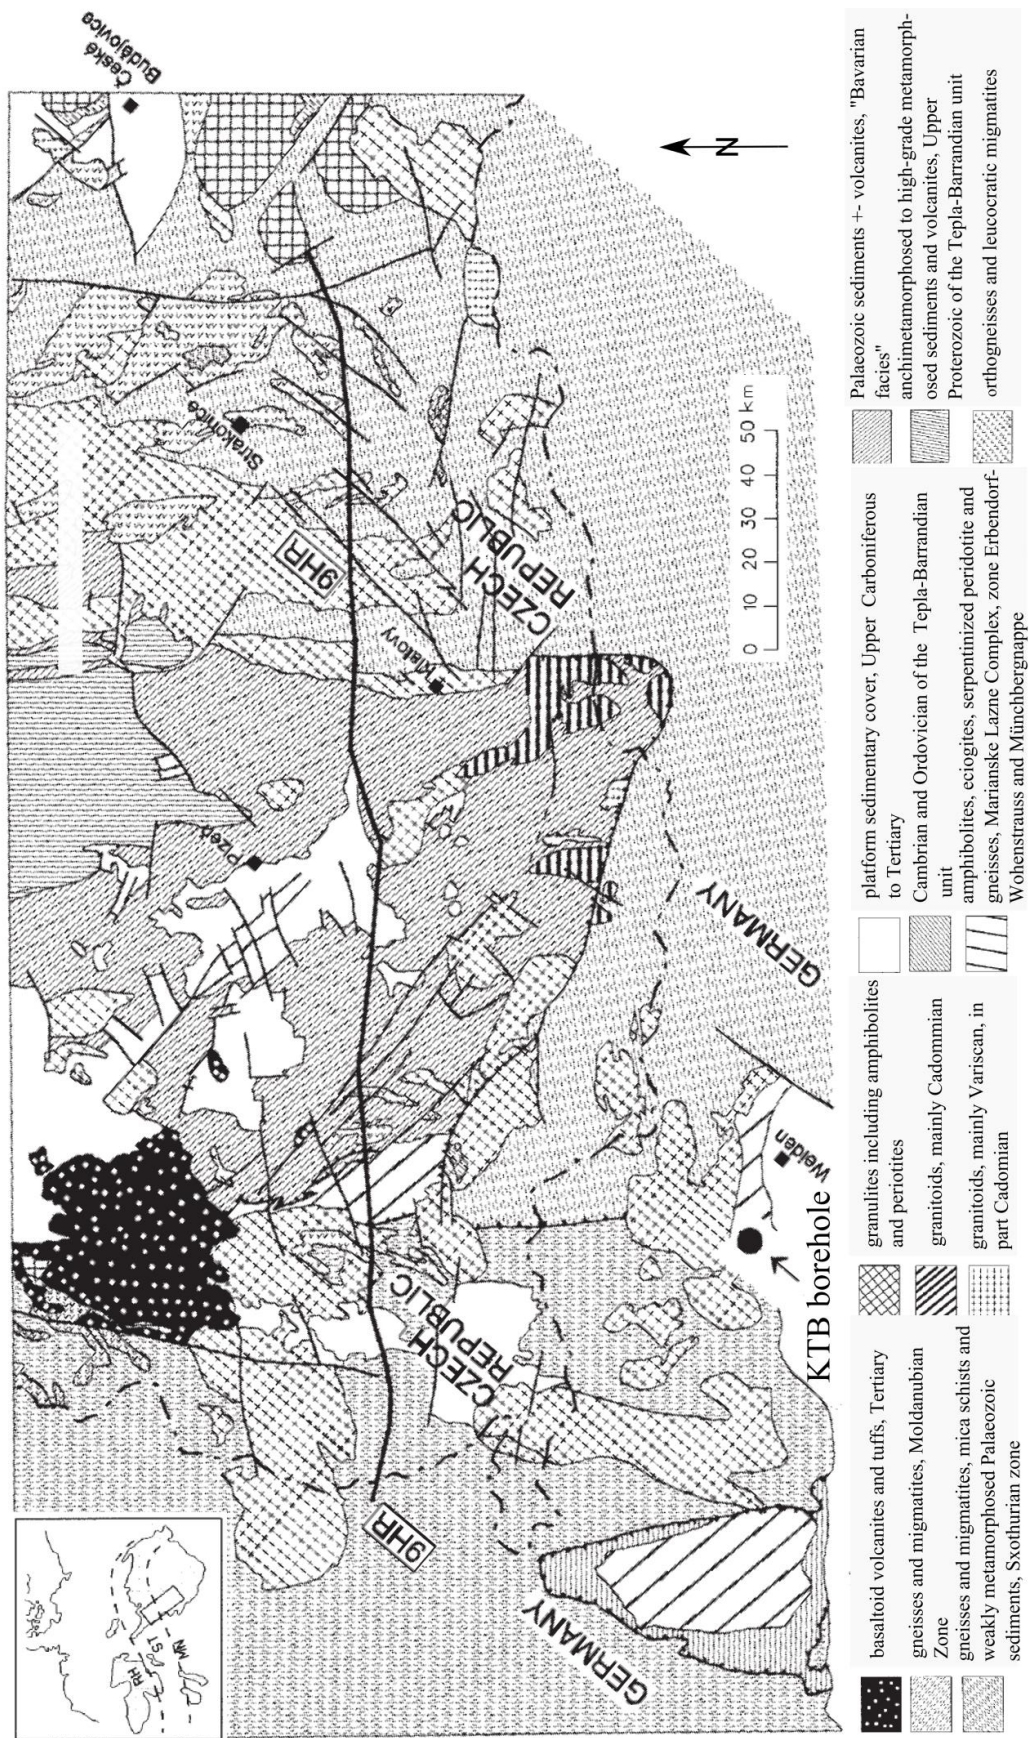 České
Budějovice
Strakonice
9HR
CZECH
REPUBLIC
Klatovy
Plzeň
GERMANY
Weiden
KTB borehole
CZECH
REPUBLIC
9HR
GERMANY
RH
ST
MN
N
0 10 20 30 40 50 km
basaltoid volcanites and tuffs, Tertiary
gneisses and migmatites, Moldanubian
Zone
gneisses and migmatites, mica schists and
weakly metamorphosed Palaeozoic
sediments, Sxothurian zone
granulites including amphibolites
and periotites
granitoids, mainly Cadomnian
granitoids, mainly Variscan, in
part Cadomian
platform sedimentary cover, Upper Carboniferous
to Tertiary
Cambrian and Ordovician of the Tepla-Barrandian
unit
amphibolites, eciogites, serpentinized peridotite and
gneisses, Marianske Lazne Complex, zone Erbendorf-
Wohenstrauss and Münchbergnappe
Palaeozoic sediments +- volcanites, "Bavarian
facies"
anchimetamorphosed to high-grade metamorph-
osed sediments and volcanites, Upper
Proterozoic of the Tepla-Barrandian unit
orthogneisses and leucocratic migmatites